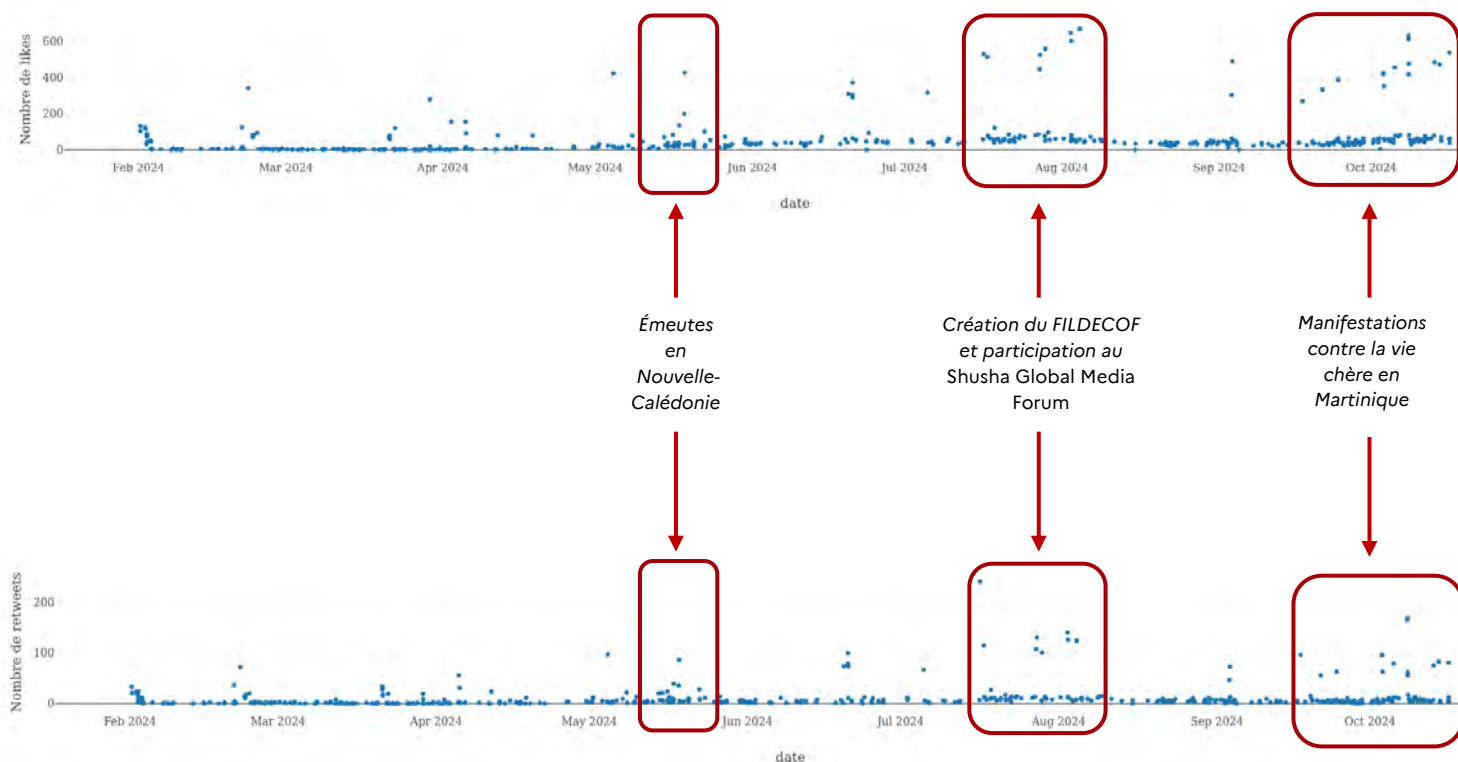 Nombre de likes
600
400
200
0
Feb 2024 Mar 2024 Apr 2024 May 2024 Jun 2024 Jul 2024 Aug 2024 Sep 2024 Oct 2024
date
Émeutes
en
Nouvelle-
Calédonie
Création du FILDECOF
et participation au
Shusha Global Media
Forum
Manifestations
contre la vie
chère en
Martinique
Nombre de retweets
200
100
0
Feb 2024 Mar 2024 Apr 2024 May 2024 Jun 2024 Jul 2024 Aug 2024 Sep 2024 Oct 2024
date